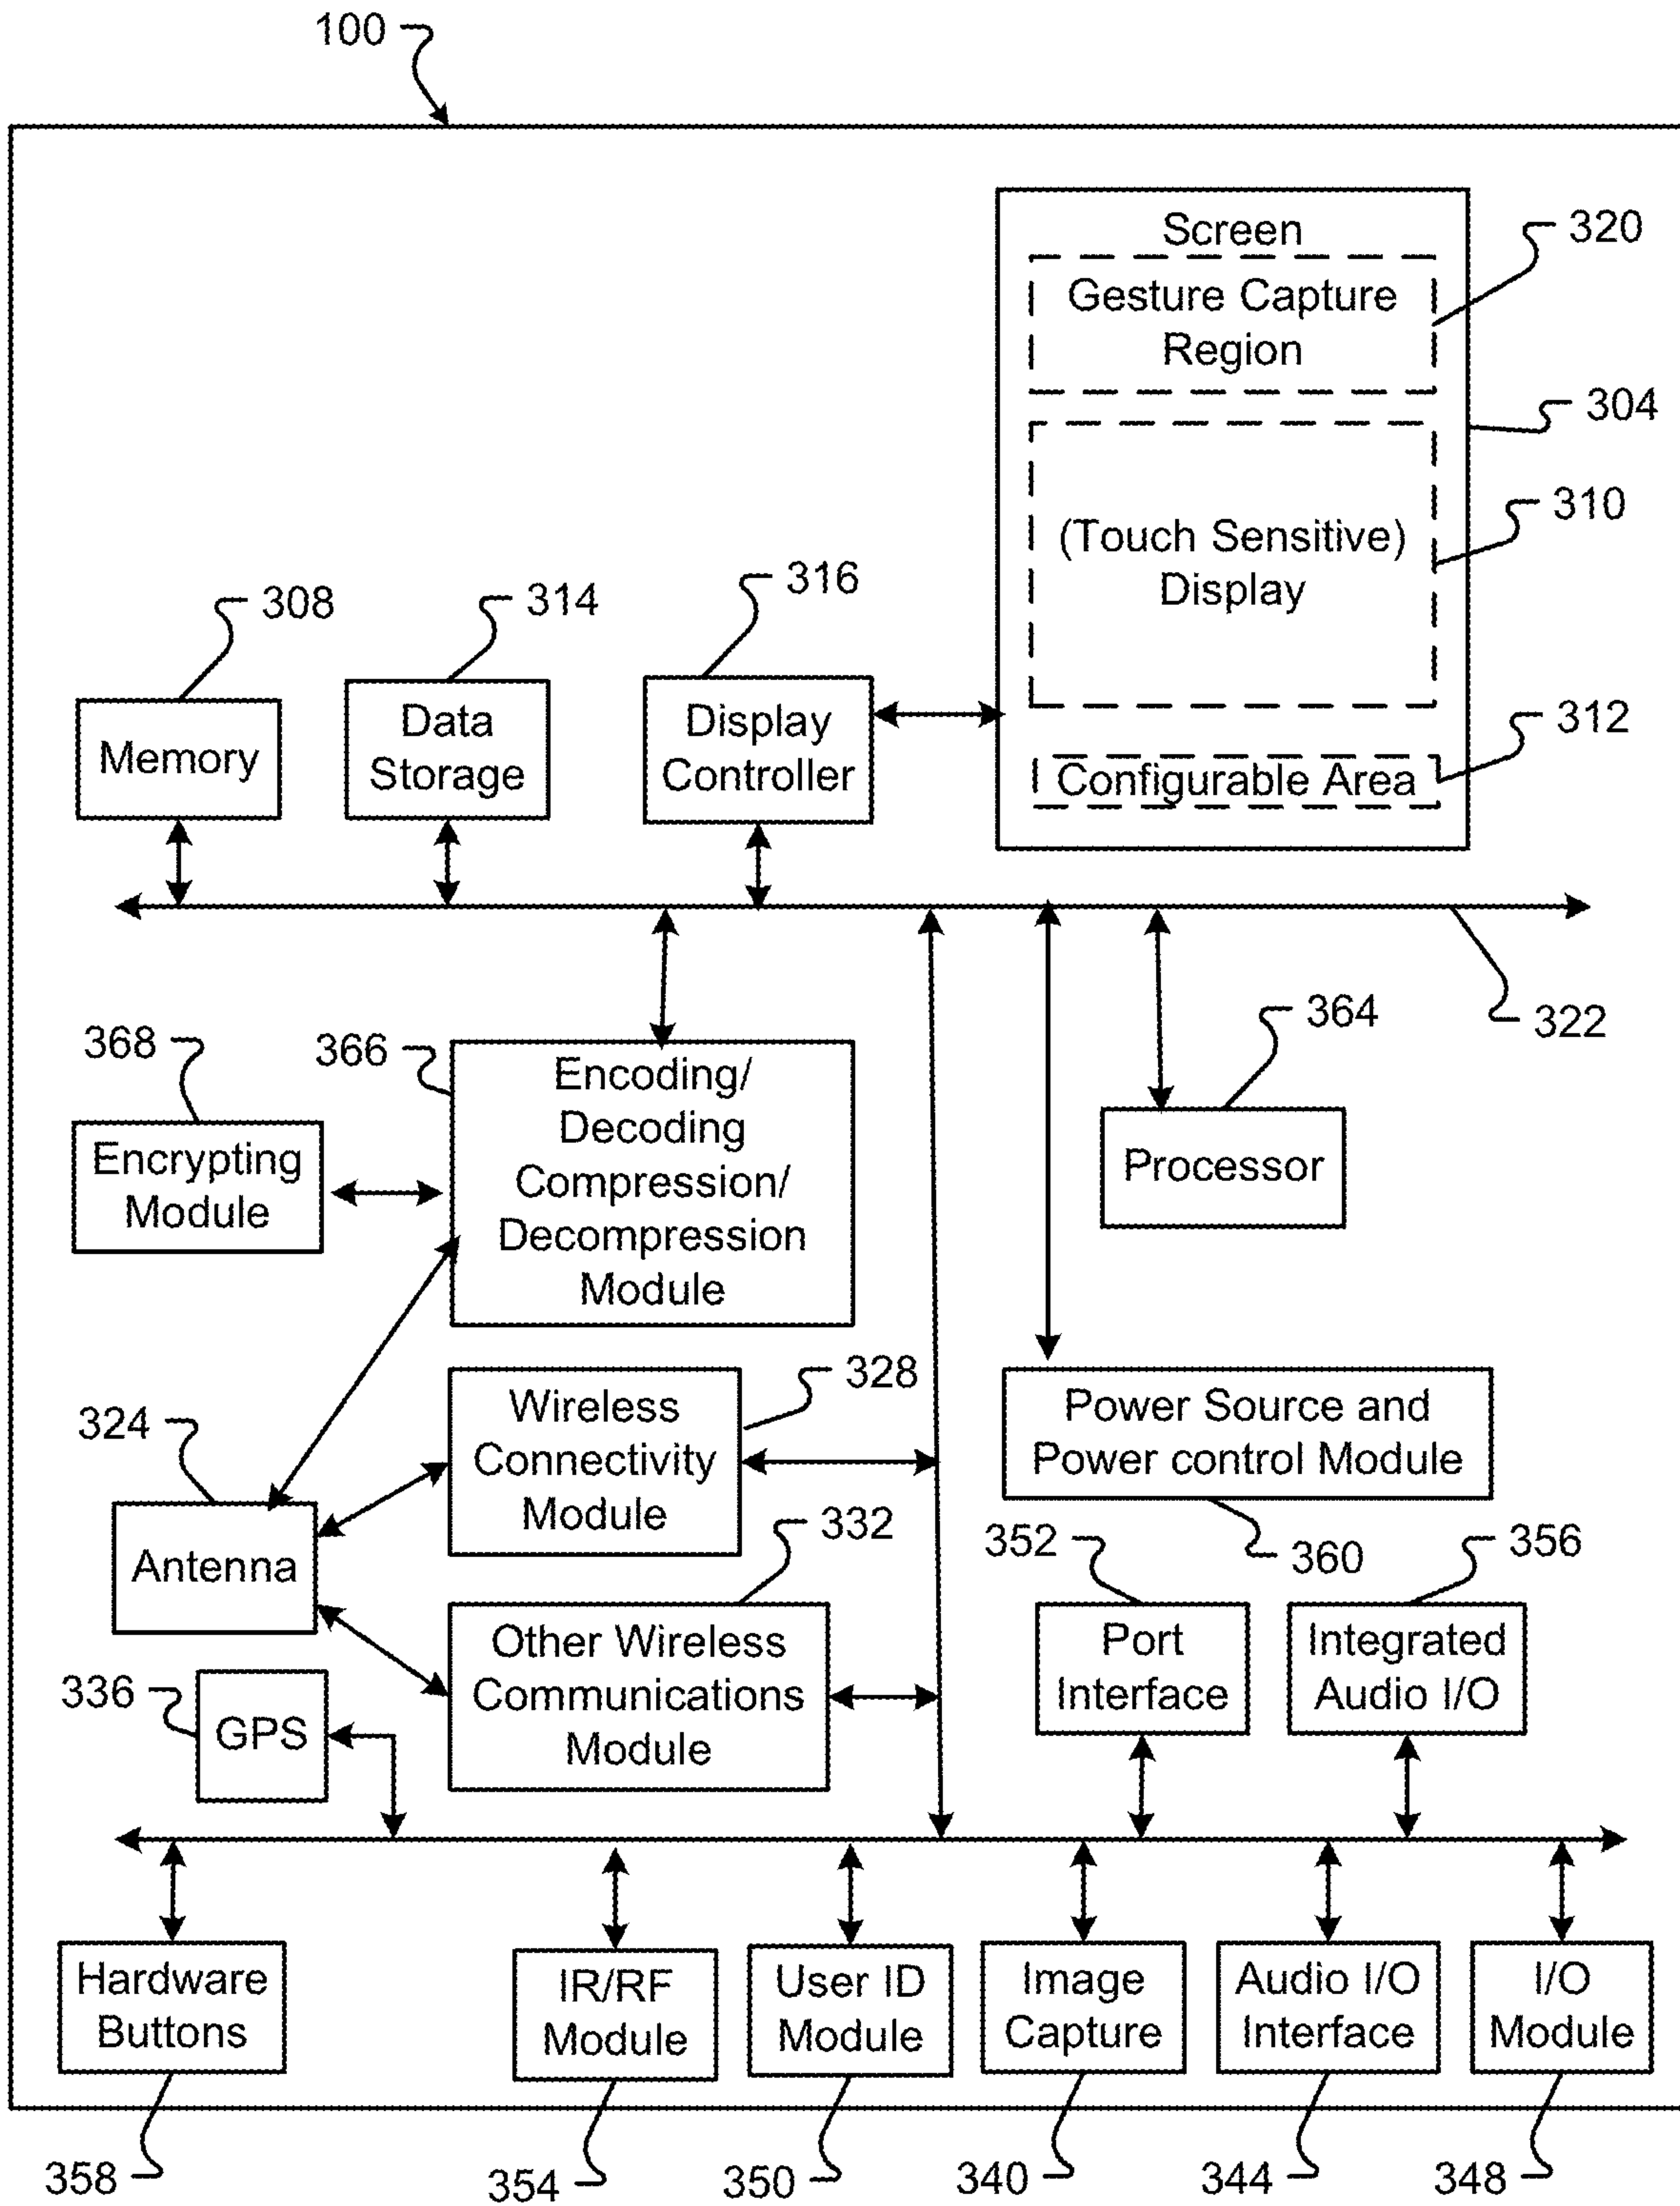 100
Screen
320
Gesture Capture
Region
304
310
(Touch Sensitive)
Display
316
308
314
312
Memory
Data
Storage
Display
Controller
Configurable Area
322
364
368
366
Encoding/
Decoding
Compression/
Decompression
Module
Encrypting
Module
Processor
328
324
Wireless
Connectivity
Module
Power Source and
Power control Module
332
352
360
356
Antenna
Other Wireless
Communications
Module
Port
Interface
Integrated
Audio I/O
336
GPS
Hardware
Buttons
IR/RF
Module
User ID
Module
Image
Capture
Audio I/O
Interface
I/O
Module
358
354
350
340
344
348